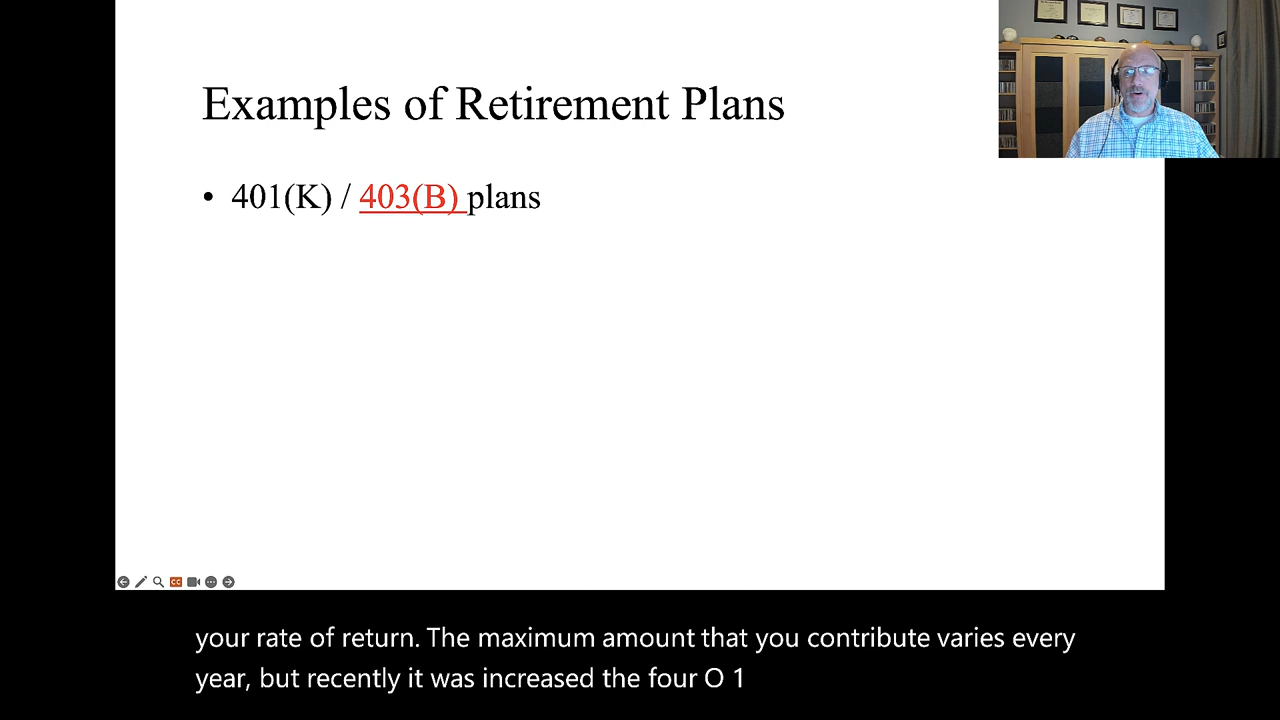 Examples of Retirement Plans
• 401(K) / 403(B) plans
CC
your rate of return. The maximum amount that you contribute varies every
year, but recently it was increased the four O 1